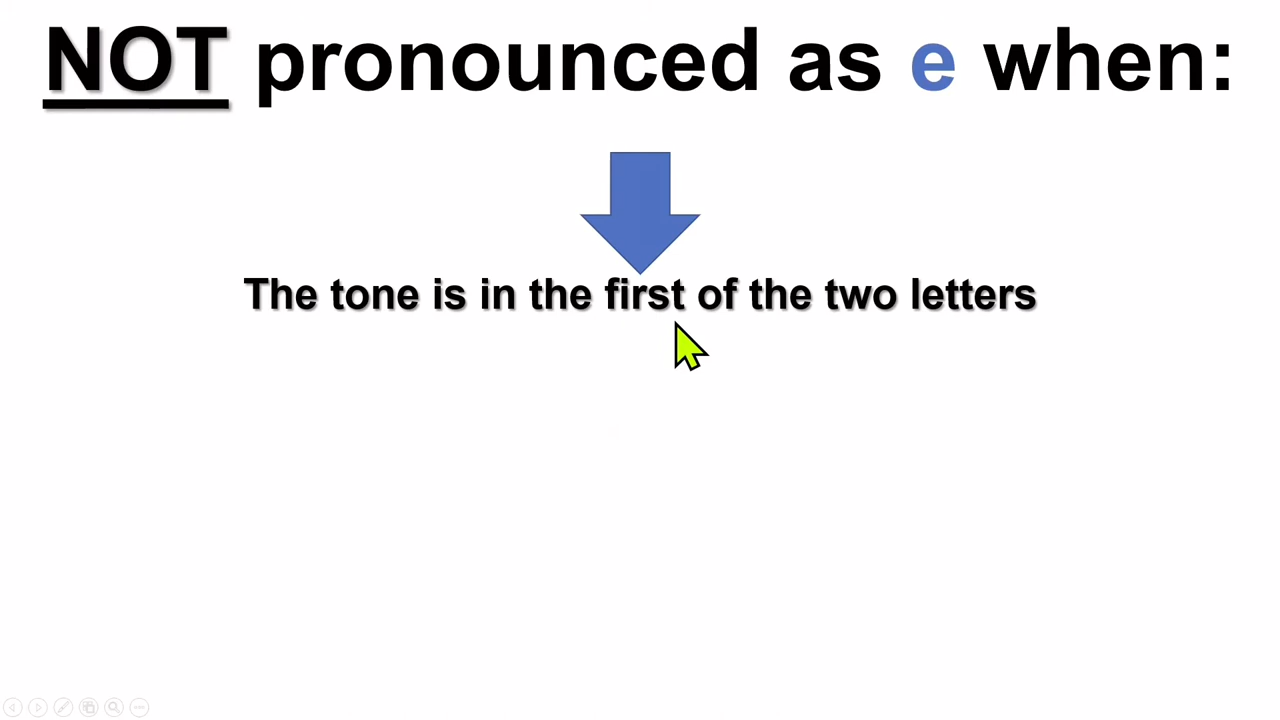 NOT pronounced as e when:
The tone is in the first of the two letters